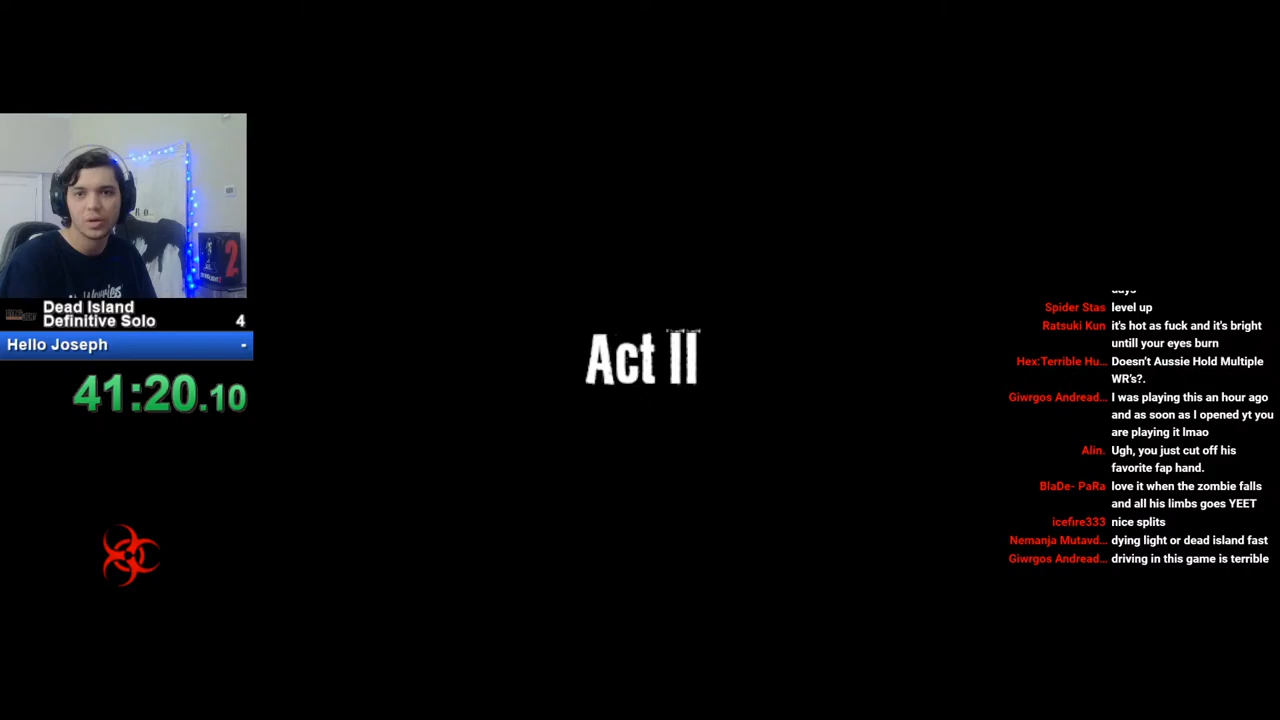 Dead Island
Definitive Solo 4
Hello Joseph -
41:20.10
2
Act II
days
Spider Stas level up
Ratsuki Kun it's hot as fuck and it's bright
untill your eyes burn
Hex:Terrible Hu... Doesn't Aussie Hold Multiple
WR's?.
Giwrgos Andread... I was playing this an hour ago
and as soon as I opened yt you
are playing it lmao
Alin. Ugh, you just cut off his
favorite fap hand.
BlaDe- PaRa love it when the zombie falls
and all his limbs goes YEET
icefire333 nice splits
Nemanja Mutavd... dying light or dead island fast
Giwrgos Andread... driving in this game is terrible